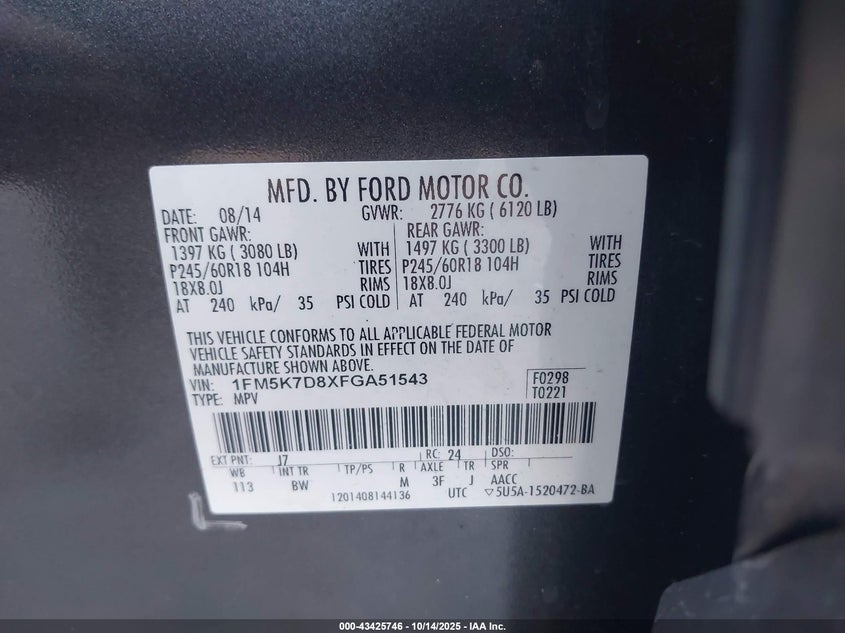 MFD. BY FORD MOTOR CO.
DATE: 08/14 GVWR: 2776 KG ( 6120 LB)
FRONT GAWR: REAR GAWR:
1397 KG ( 3080 LB) WITH 1497 KG ( 3300 LB) WITH
P245/60R18 104H TIRES P245/60R18 104H TIRES
18X8.0J RIMS 18X8.0J RIMS
AT 240 kPa/ 35 PSI COLD AT 240 kPa/ 35 PSI COLD
THIS VEHICLE CONFORMS TO ALL APPLICABLE FEDERAL MOTOR
VEHICLE SAFETY STANDARDS IN EFFECT ON THE DATE OF
MANUFACTURE SHOWN ABOVE.
VIN: 1FM5K7D8XFGA51543 F0298
TYPE: MPV T0221
EXT PNT: J7 RC: 24 DSO:
WB INT TR TP/PS R AXLE TR SPR
113 BW M 3F J AACC
1201408144136 UTC ▽5U5A-1520472-BA
000-43425746 - 10/14/2025 - IAA Inc.